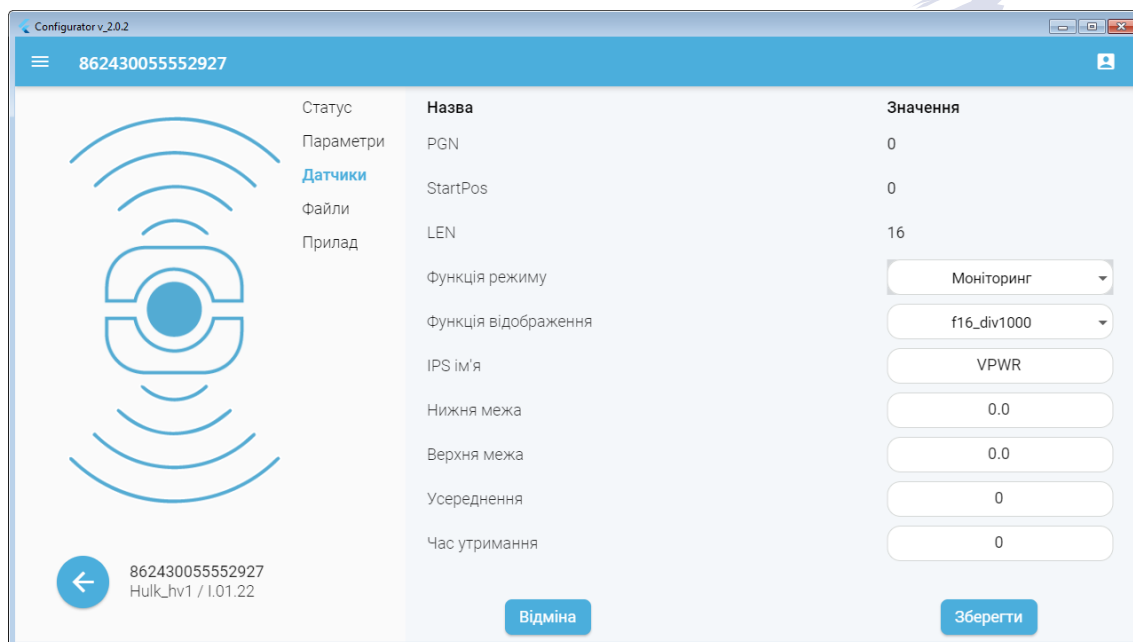 Configurator v_2.0.2
862430055552927
Статус
Параметри
Датчики
Файли
Прилад
Назва Значення
PGN 0
StartPos 0
LEN 16
Функція режиму Моніторинг
Функція відображення f16_div1000
IPS ім'я VPWR
Нижня межа 0.0
Верхня межа 0.0
Усереднення 0
Час утримання 0
862430055552927
Hulk_hv1 / I.01.22
Відміна Зберегти